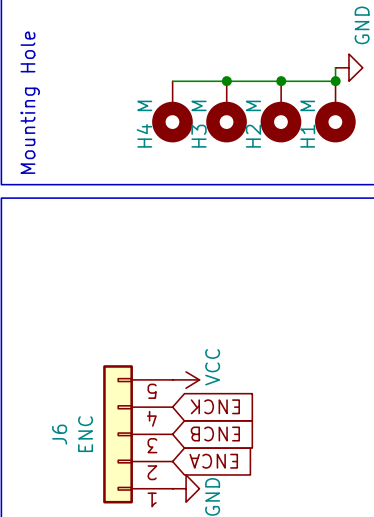 Mounting Hole
H4 M
H3 M
H2 M
H1 M
GND
J6
ENC
5
VCC
4
ENCK
3
ENCB
2
ENCA
1
GND